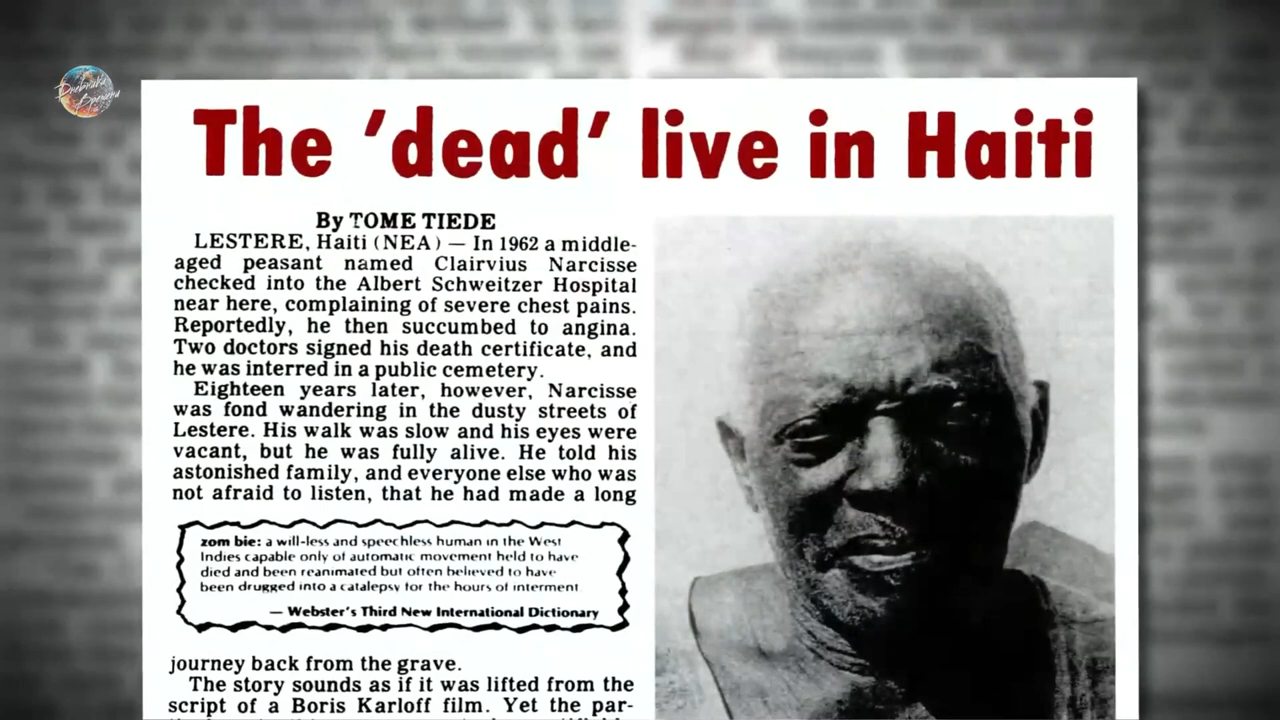 Дневники
Времени
The 'dead' live in Haiti
By TOME TIEDE
LESTERE, Haiti (NEA) — In 1962 a middle-
aged peasant named Clairvius Narcisse
checked into the Albert Schweitzer Hospital
near here, complaining of severe chest pains.
Reportedly, he then succumbed to angina.
Two doctors signed his death certificate, and
he was interred in a public cemetery.
Eighteen years later, however, Narcisse
was fond wandering in the dusty streets of
Lestere. His walk was slow and his eyes were
vacant, but he was fully alive. He told his
astonished family, and everyone else who was
not afraid to listen, that he had made a long
zom bie: a will-less and speechless human in the West
Indies capable only of automatic movement held to have
died and been reanimated but often believed to have
been drugged into a catalepsy for the hours of interment
— Webster's Third New International Dictionary
journey back from the grave.
The story sounds as if it was lifted from the
script of a Boris Karloff film. Yet the par-